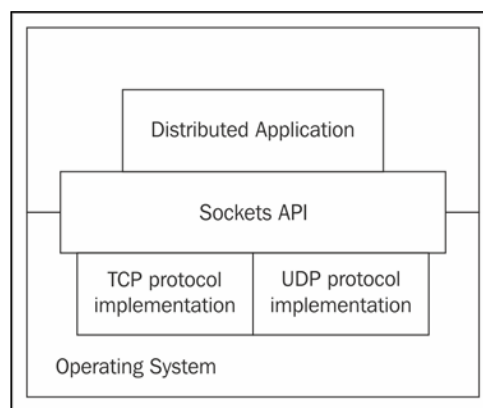 Distributed Application
Sockets API
TCP protocol
implementation
UDP protocol
implementation
Operating System